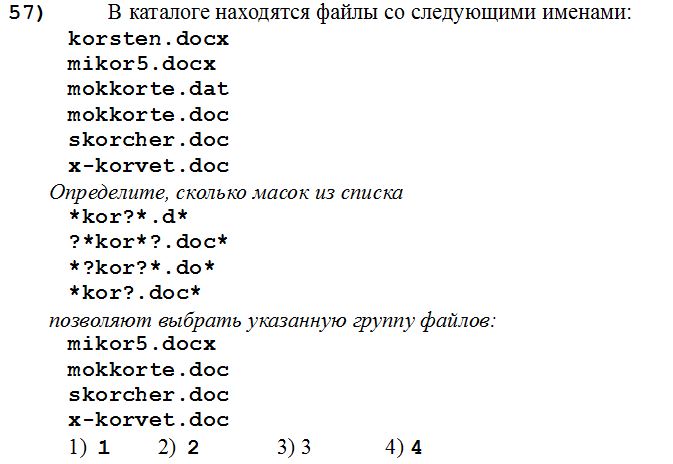 57) В каталоге находятся файлы со следующими именами:
korsten.docx
mikor5.docx
mokkorte.dat
mokkorte.doc
skorcher.doc
x-korvet.doc
Определите, сколько масок из списка
*kor?*.d*
?*kor*?.doc*
*?kor?*.do*
*kor?.doc*
позволяют выбрать указанную группу файлов:
mikor5.docx
mokkorte.doc
skorcher.doc
x-korvet.doc
1) 1 2) 2 3) 3 4) 4